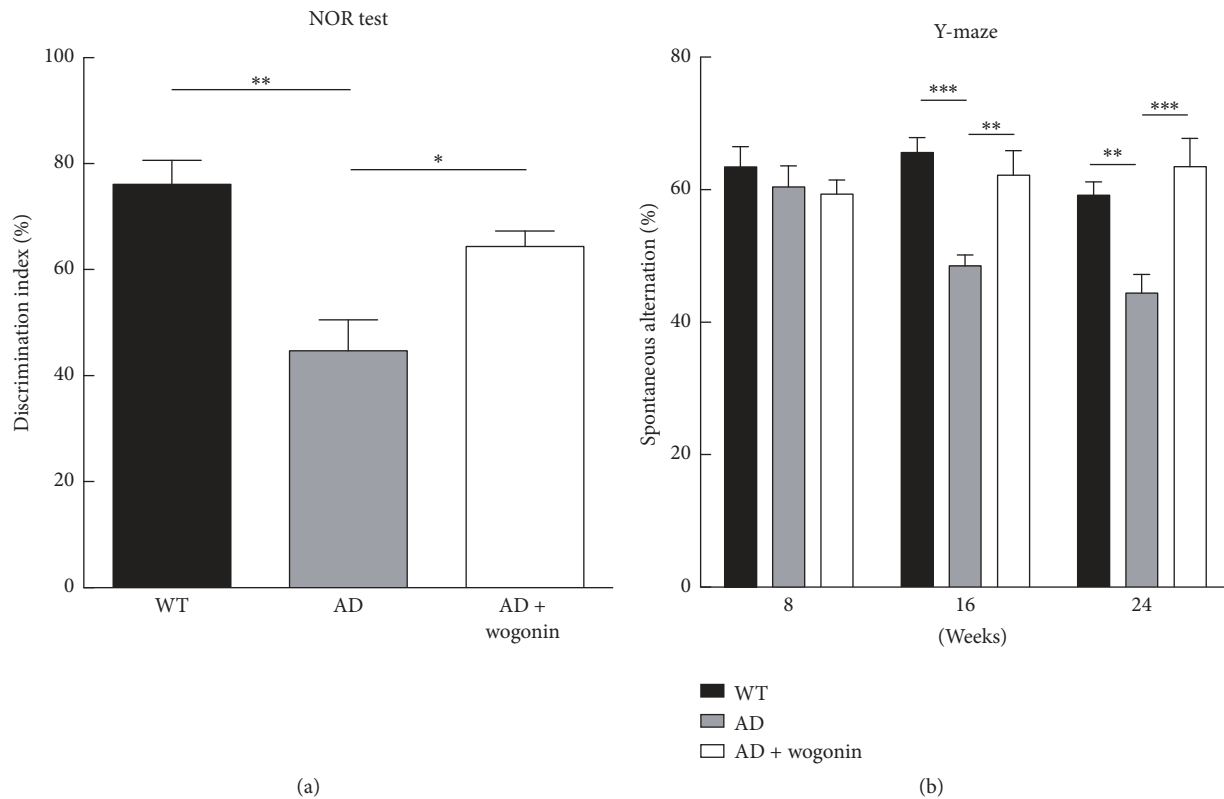 NOR test
**
*
100
80
60
40
20
0
Discrimination index (%)
WT
AD
AD +
wogonin
(a)
Y-maze
***
**
**
***
80
60
40
20
0
Spontaneous alternation (%)
8
16
24
(Weeks)
WT
AD
AD + wogonin
(b)